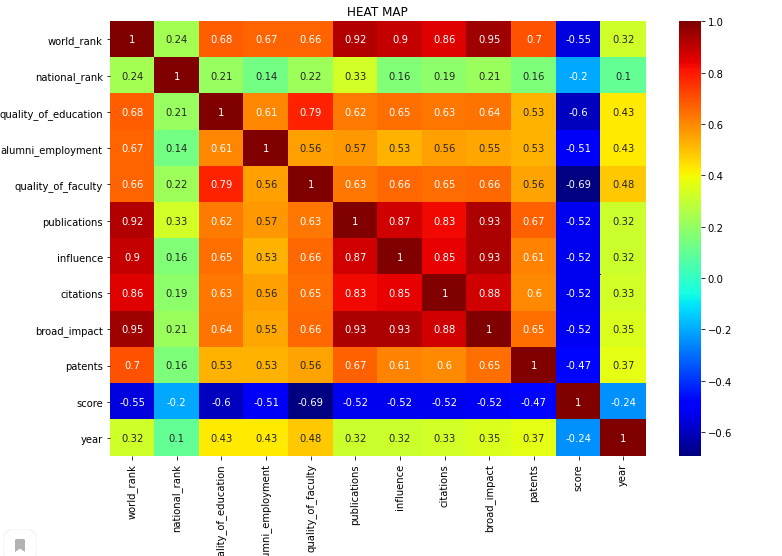 HEAT MAP
world_rank 1 0.24 0.68 0.67 0.66 0.92 0.9 0.86 0.95 0.7 -0.55 0.32
national_rank 0.24 1 0.21 0.14 0.22 0.33 0.16 0.19 0.21 0.16 -0.2 0.1
quality_of_education 0.68 0.21 1 0.61 0.79 0.62 0.65 0.63 0.64 0.53 -0.6 0.43
alumni_employment 0.67 0.14 0.61 1 0.56 0.57 0.53 0.56 0.55 0.53 -0.51 0.43
quality_of_faculty 0.66 0.22 0.79 0.56 1 0.63 0.66 0.65 0.66 0.56 -0.69 0.48
publications 0.92 0.33 0.62 0.57 0.63 1 0.87 0.83 0.93 0.67 -0.52 0.32
influence 0.9 0.16 0.65 0.53 0.66 0.87 1 0.85 0.93 0.61 -0.52 0.32
citations 0.86 0.19 0.63 0.56 0.65 0.83 0.85 1 0.88 0.6 -0.52 0.33
broad_impact 0.95 0.21 0.64 0.55 0.66 0.93 0.93 0.88 1 0.65 -0.52 0.35
patents 0.7 0.16 0.53 0.53 0.56 0.67 0.61 0.6 0.65 1 -0.47 0.37
score -0.55 -0.2 -0.6 -0.51 -0.69 -0.52 -0.52 -0.52 -0.52 -0.47 1 -0.24
year 0.32 0.1 0.43 0.43 0.48 0.32 0.32 0.33 0.35 0.37 -0.24 1
world_rank
national_rank
ality_of_education
umni_employment
quality_of_faculty
publications
influence
citations
broad_impact
patents
score
year
1.0
0.8
0.6
0.4
0.2
0.0
−0.2
−0.4
−0.6